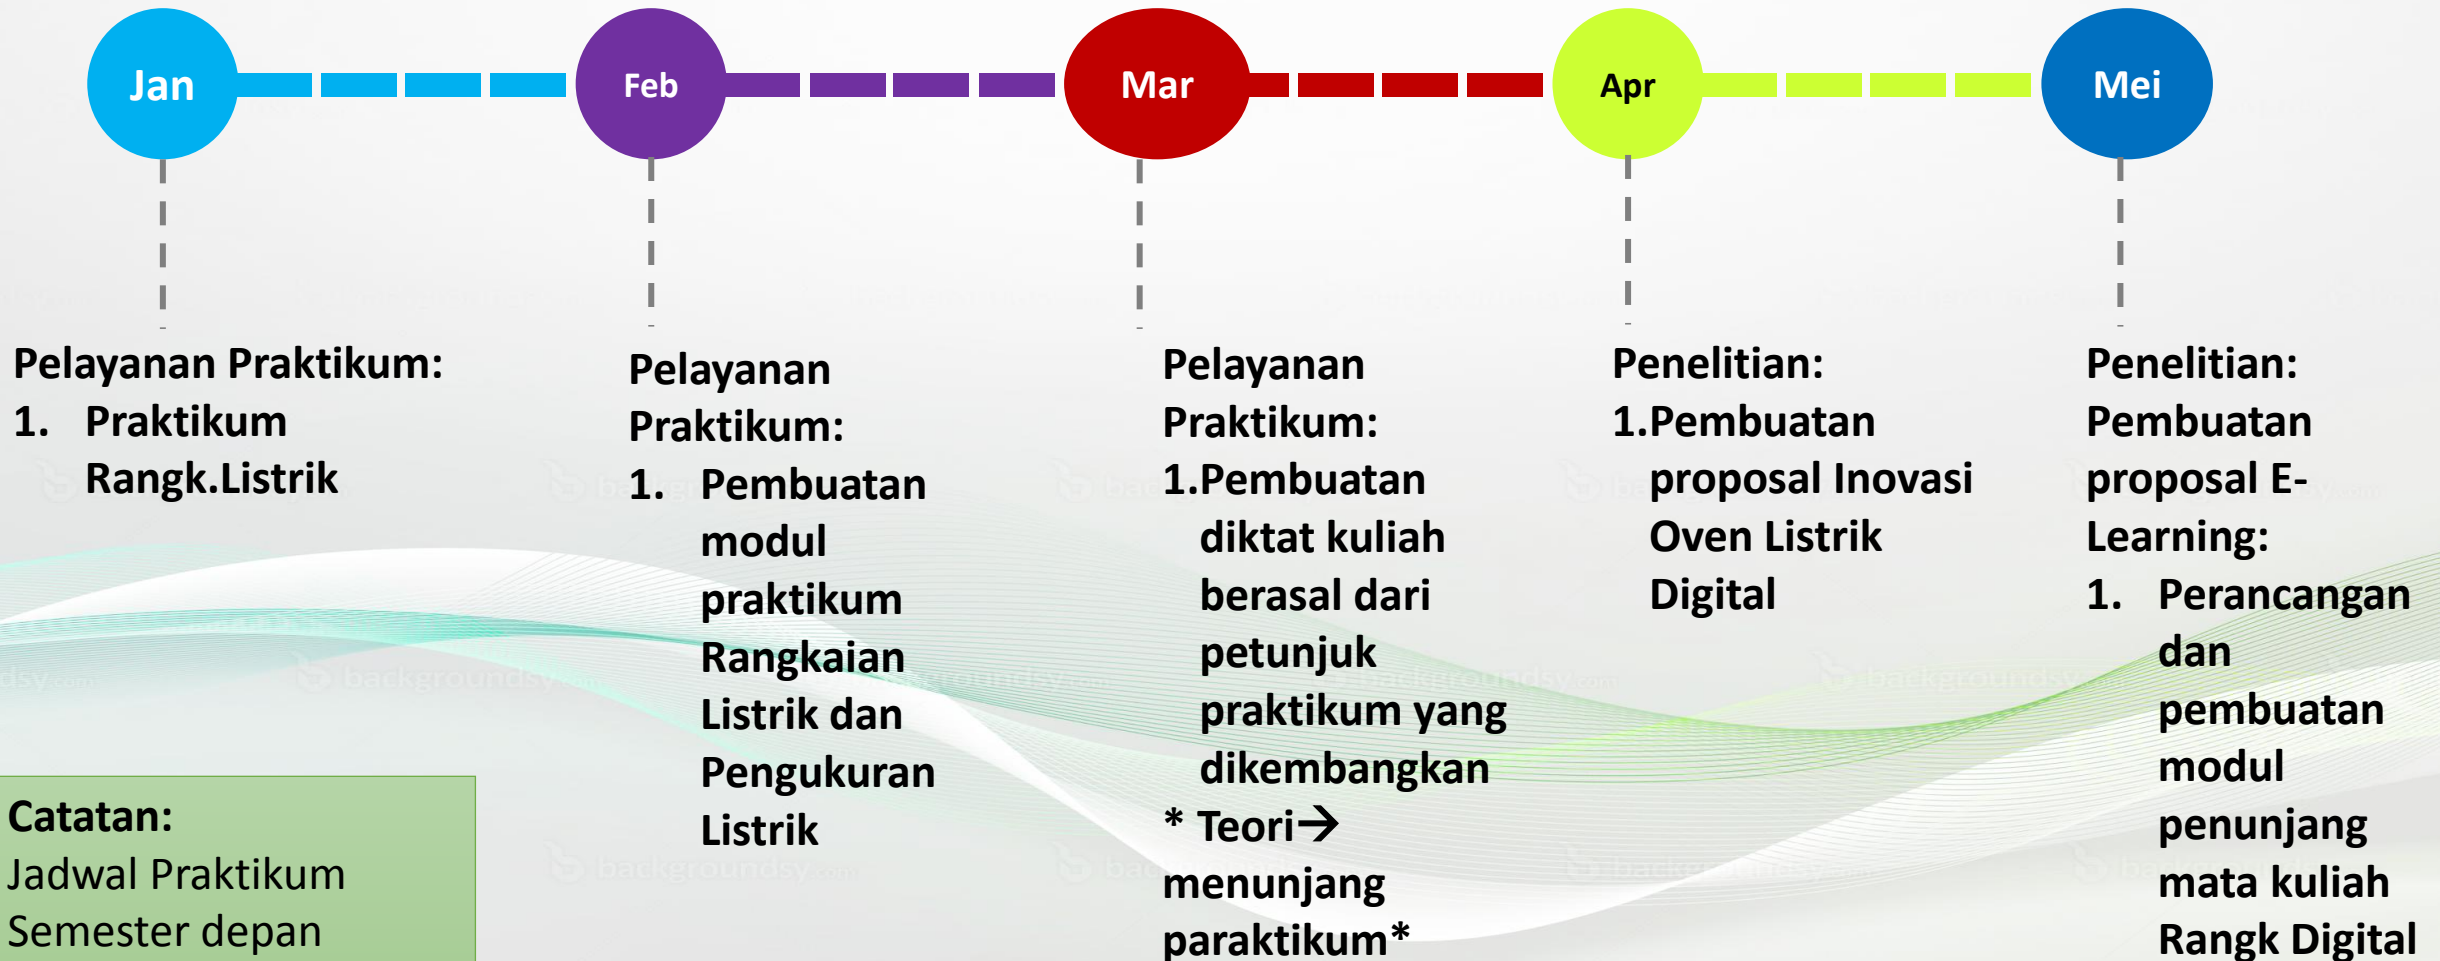 Jan
Feb
Mar
Apr
Mei
Pelayanan Praktikum:
1. Praktikum
Rangk.Listrik
Pelayanan
Praktikum:
1. Pembuatan
modul
praktikum
Rangkaian
Listrik dan
Pengukuran
Listrik
Pelayanan
Praktikum:
1.Pembuatan
diktat kuliah
berasal dari
petunjuk
praktikum yang
dikembangkan
* Teori→
menunjang
paraktikum*
Penelitian:
1.Pembuatan
proposal Inovasi
Oven Listrik
Digital
Penelitian:
Pembuatan
proposal E-
Learning:
1. Perancangan
dan
pembuatan
modul
penunjang
mata kuliah
Rangk Digital
Catatan:
Jadwal Praktikum
Semester depan
backgroundsy.com